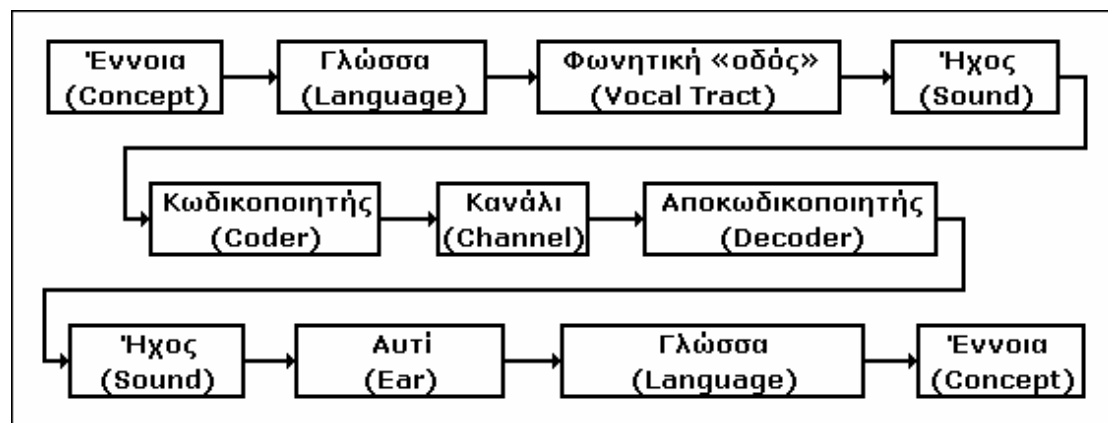 Έννοια
(Concept)
Γλώσσα
(Language)
Φωνητική «οδός»
(Vocal Tract)
Ήχος
(Sound)
Κωδικοποιητής
(Coder)
Κανάλι
(Channel)
Αποκωδικοποιητής
(Decoder)
Ήχος
(Sound)
Αυτί
(Ear)
Γλώσσα
(Language)
Έννοια
(Concept)